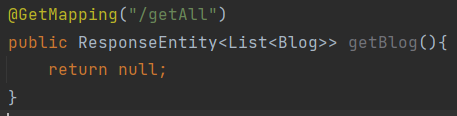 @GetMapping("/getAll")
public ResponseEntity<List<Blog>> getBlog(){
    return null;
}